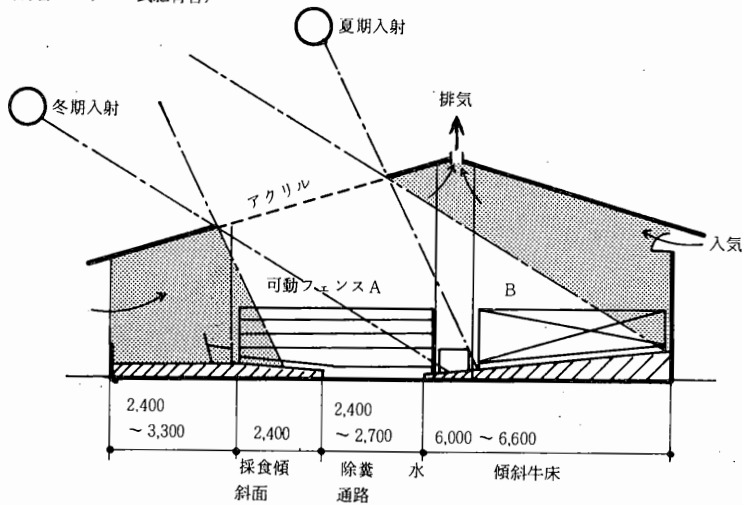 夏期入射
冬期入射
排気
アクリル
入気
可動フェンスA
B
2,400
～3,300
2,400
2,400
～2,700
6,000～6,600
採食傾
斜面
除糞 水
通路
傾斜牛床